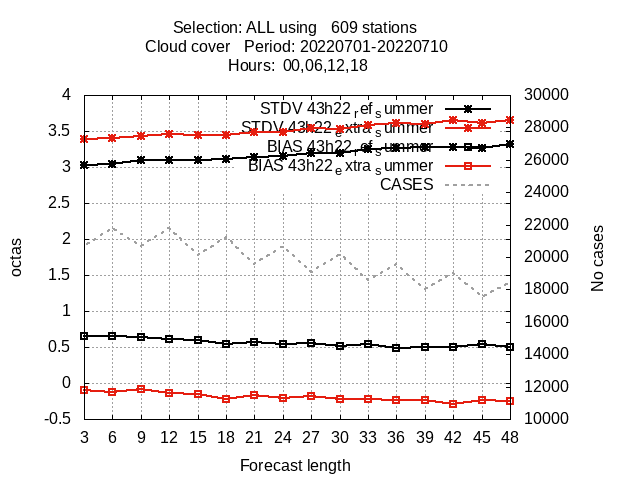 Selection: ALL using 609 stations
Cloud cover Period: 20220701-20220710
Hours: 00,06,12,18
STDV 43h22_ref_summer
STDV 43h22_extra_summer
BIAS 43h22_ref_summer
BIAS 43h22_extra_summer
CASES
4
3.5
3
2.5
2
1.5
1
0.5
0
-0.5
octas
30000
28000
26000
24000
22000
20000
18000
16000
14000
12000
10000
No cases
3 6 9 12 15 18 21 24 27 30 33 36 39 42 45 48
Forecast length